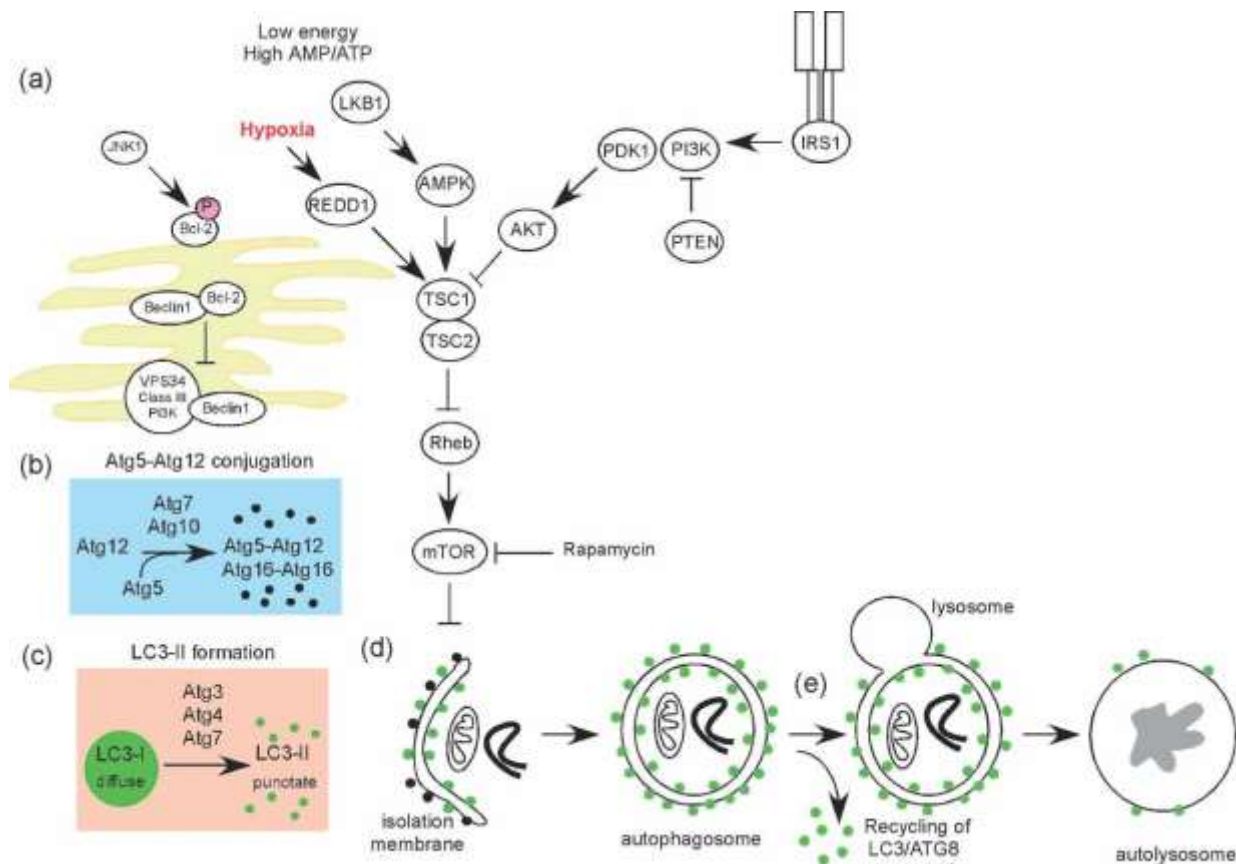 Low energy
High AMP/ATP
(a)
LKB1
Hypoxia
JNK1
PDK1
PI3K
IRS1
AMPK
P
REDD1
Bcl-2
AKT
PTEN
TSC1
Beclin1
Bcl-2
TSC2
VPS34
Class III
PI3K
Beclin1
Rheb
(b)
Atg5-Atg12 conjugation
Atg7
Atg10
Atg12
Atg5-Atg12
Atg16-Atg16
Atg5
mTOR
Rapamycin
lysosome
(c)
LC3-II formation
(d)
(e)
Atg3
Atg4
Atg7
LC3-I
diffuse
LC3-II
punctate
isolation
membrane
autophagosome
Recycling of
LC3/ATG8
autolysosome